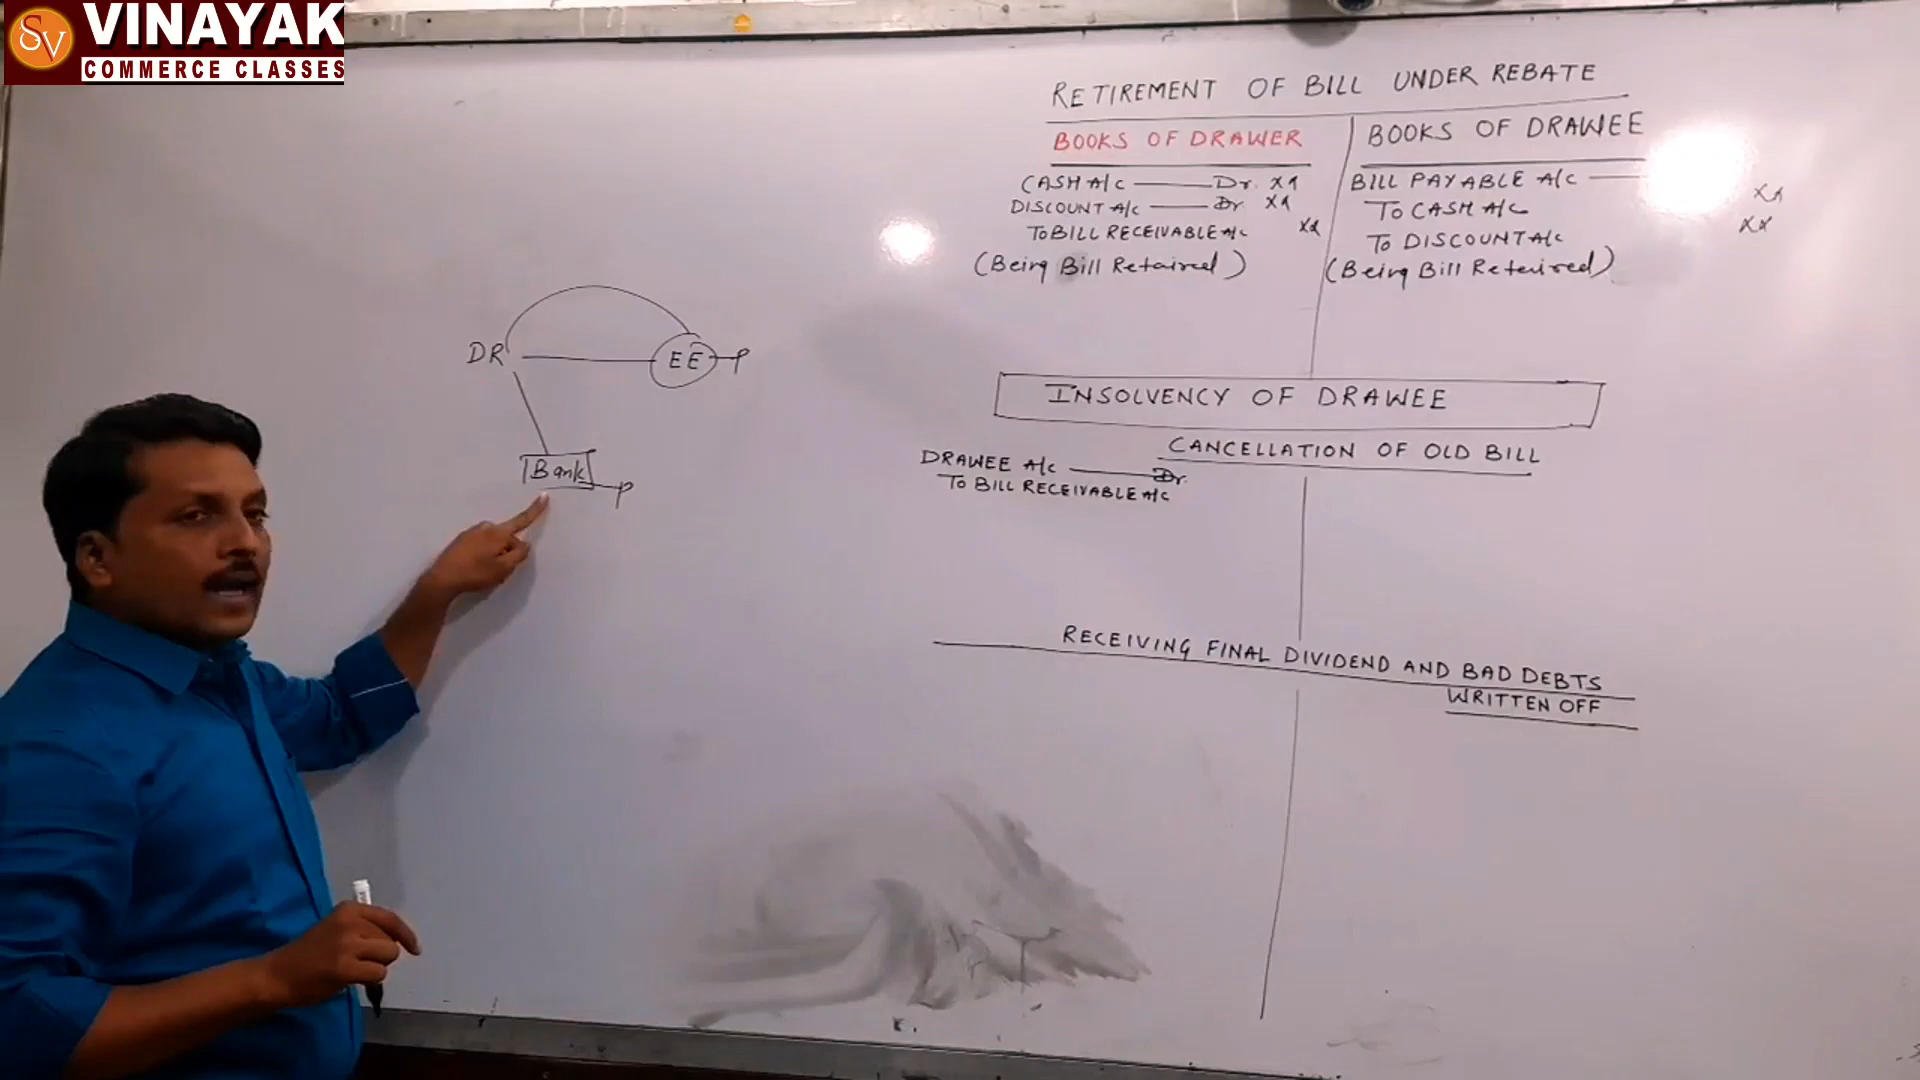 SV VINAYAK
COMMERCE CLASSES
RETIREMENT OF BILL UNDER REBATE
BOOKS OF DRAWER
CASH A/c Dr. XX
DISCOUNT A/c Dr XX
TO BILL RECEIVABLE A/c XX
(Being Bill Retaired)
BOOKS OF DRAWEE
BILL PAYABLE A/c
TO CASH A/c XX
TO DISCOUNT A/c XX
(Being Bill Reteired)
DR EE P
Bank P
INSOLVENCY OF DRAWEE
CANCELLATION OF OLD BILL
DRAWEE A/c Dr.
TO BILL RECEIVABLE A/c
RECEIVING FINAL DIVIDEND AND BAD DEBTS
WRITTEN OFF